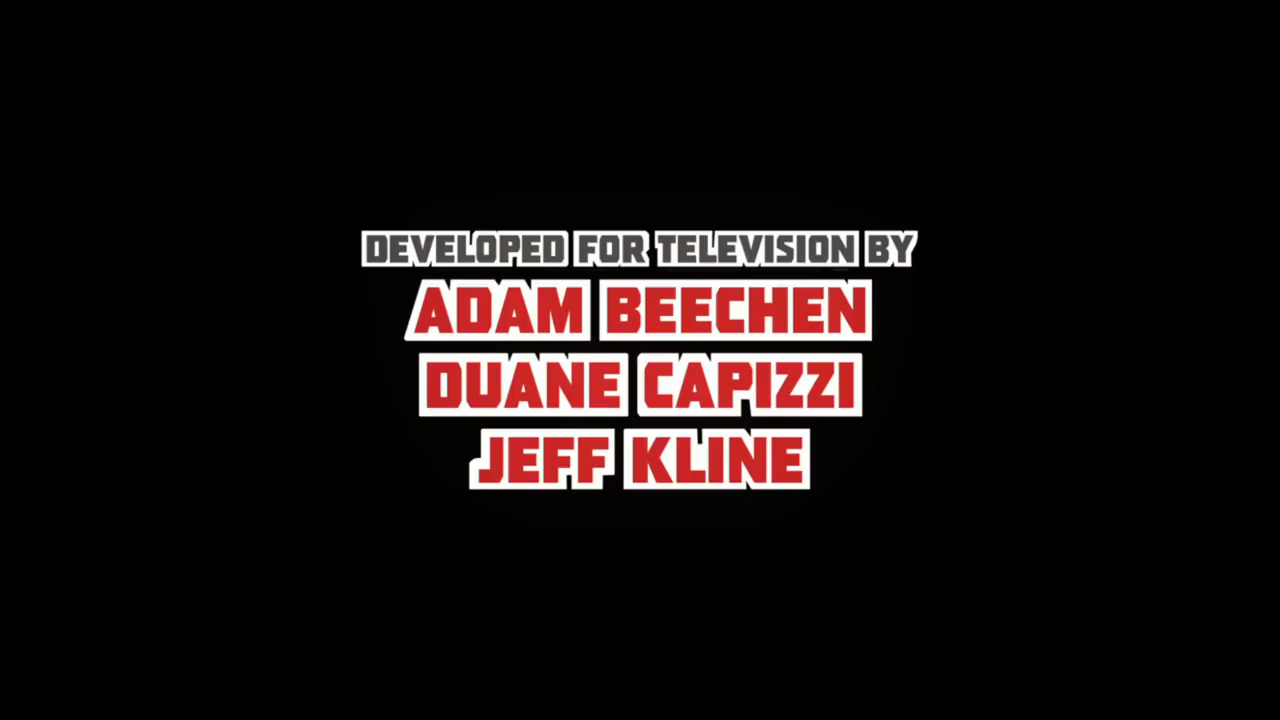 DEVELOPED FOR TELEVISION BY
ADAM BEECHEN
DUANE CAPIZZI
JEFF KLINE